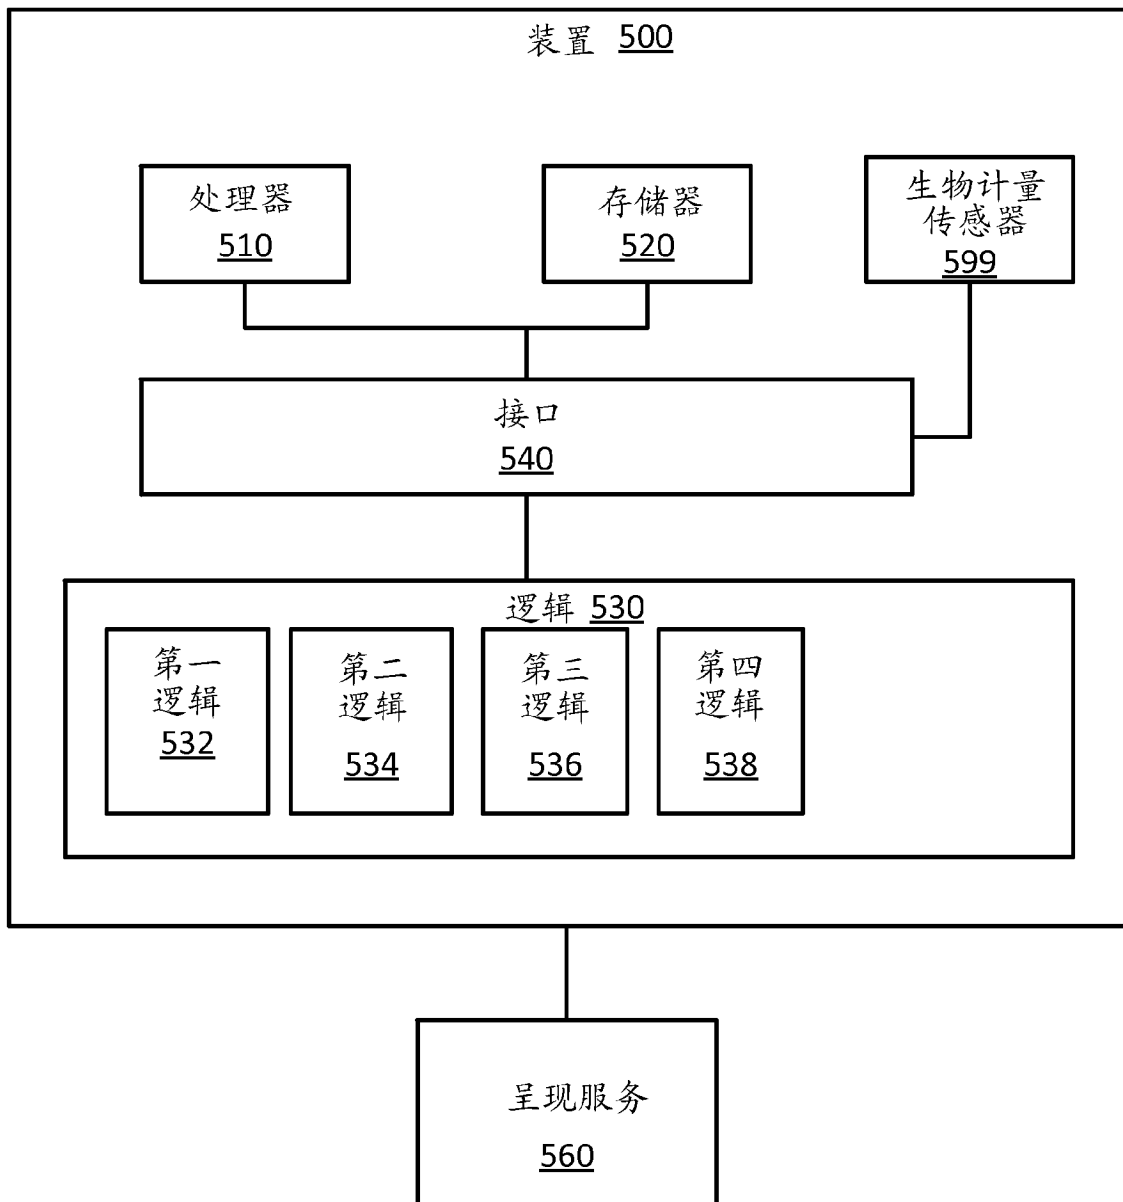 装置 500
处理器
510
存储器
520
生物计量
传感器
599
接口
540
逻辑 530
第一
逻辑
532
第二
逻辑
534
第三
逻辑
536
第四
逻辑
538
呈现服务
560